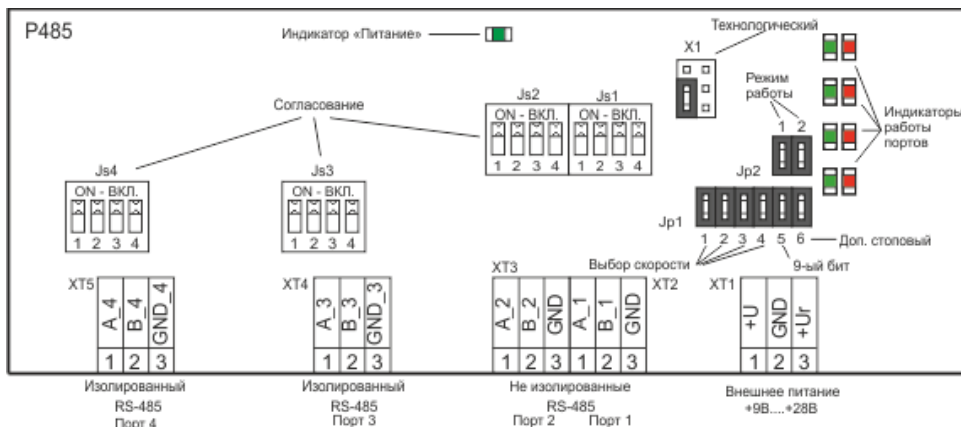 P485
Индикатор «Питание»
Технологический
X1
Режим
работы
1 2
Индикаторы
работы
портов
Согласование
Js2 Js1
ON - ВКЛ. ON - ВКЛ.
1 2 3 4 1 2 3 4
Js4
ON - ВКЛ.
1 2 3 4
Js3
ON - ВКЛ.
1 2 3 4
Jp2
Jp1
1 2 3 4 5 6
Доп. стоповый
Выбор скорости
9-ый бит
XT5
A_4 B_4 GND_4
1 2 3
XT4
A_3 B_3 GND_3
1 2 3
XT3
A_2 B_2 GND A_1 B_1 GND
1 2 3 1 2 3
XT2
XT1
+U GND +Ur
1 2 3
Изолированный
RS-485
Порт 4
Изолированный
RS-485
Порт 3
Не изолированные
RS-485
Порт 2 Порт 1
Внешнее питание
+9В....+28В